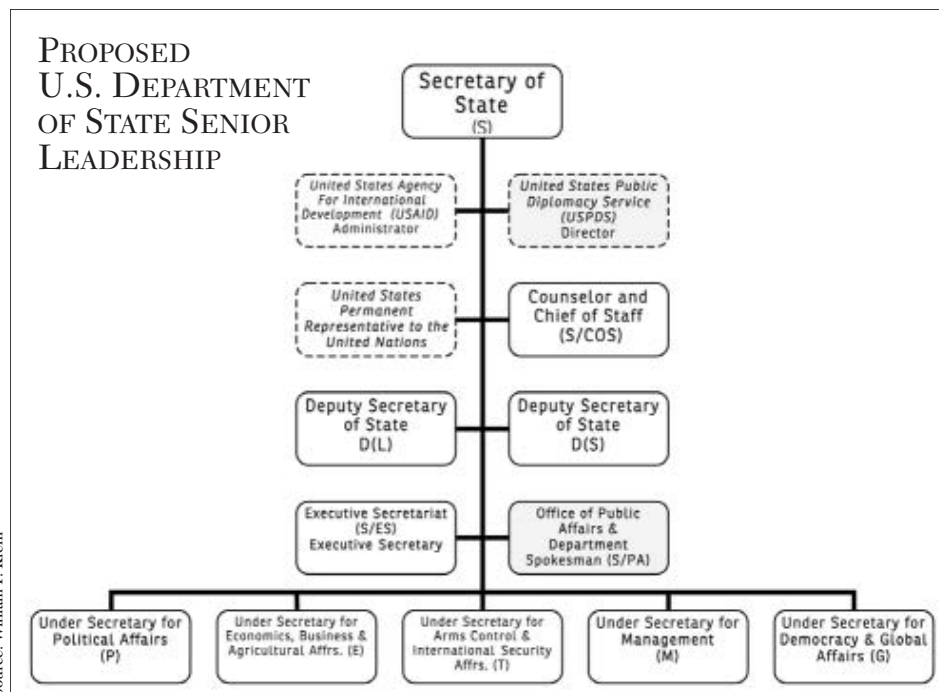 PROPOSED
U.S. DEPARTMENT
OF STATE SENIOR
LEADERSHIP
Secretary of
State
(S)
United States Agency
For International
Development (USAID)
Administrator
United States Public
Diplomacy Service
(USPDS)
Director
United States
Permanent
Representative to the
United Nations
Counselor and
Chief of Staff
(S/COS)
Deputy Secretary
of State
D(L)
Deputy Secretary
of State
D(S)
Executive Secretariat
(S/ES)
Executive Secretary
Office of Public
Affairs &
Department
Spokesman (S/PA)
Under Secretary for
Political Affairs
(P)
Under Secretary for
Economics, Business &
Agricultural Affrs. (E)
Under Secretary for
Arms Control &
International Security
Affrs. (T)
Under Secretary for
Management
(M)
Under Secretary for
Democracy & Global
Affairs (G)